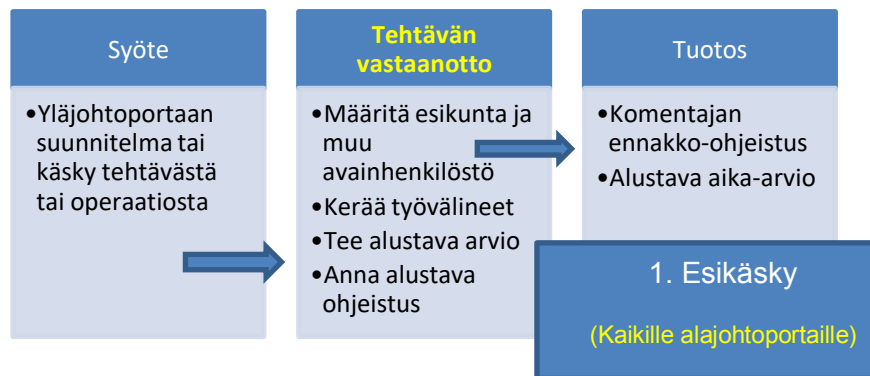 Syöte
•Yläjohtoportaan
suunnitelma tai
käsky tehtävästä
tai operaatiosta
Tehtävän
vastaanotto
•Määritä esikunta ja
muu
avainhenkilöstö
•Kerää työvälineet
•Tee alustava arvio
•Anna alustava
ohjeistus
Tuotos
•Komentajan
ennakko-ohjeistus
•Alustava aika-arvio
1. Esikäsky
(Kaikille alajohtoportaille)